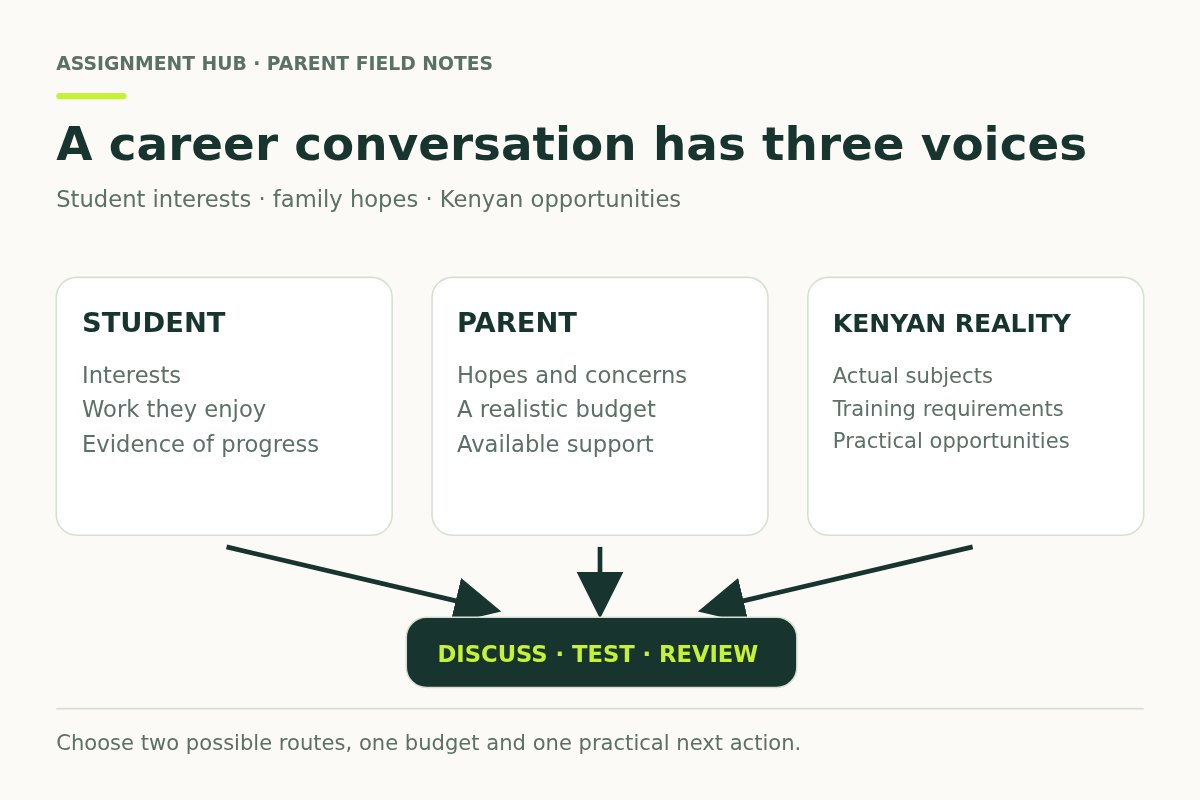 ASSIGNMENT HUB · PARENT FIELD NOTES
A career conversation has three voices
Student interests · family hopes · Kenyan opportunities
STUDENT
Interests
Work they enjoy
Evidence of progress
PARENT
Hopes and concerns
A realistic budget
Available support
KENYAN REALITY
Actual subjects
Training requirements
Practical opportunities
DISCUSS · TEST · REVIEW
Choose two possible routes, one budget and one practical next action.